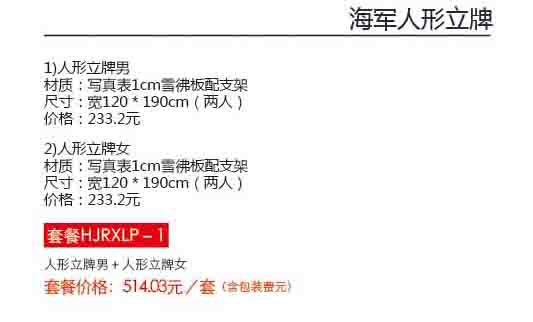 海军人形立牌
1)人形立牌男
材质：写真表1cm雪彿板配支架
尺寸：宽120 * 190cm（两人）
价格：233.2元
2)人形立牌女
材质：写真表1cm雪彿板配支架
尺寸：宽120 * 190cm（两人）
价格：233.2元
套餐HJRXLP – 1
人形立牌男 + 人形立牌女
套餐价格：514.03元／套（含包装费元）